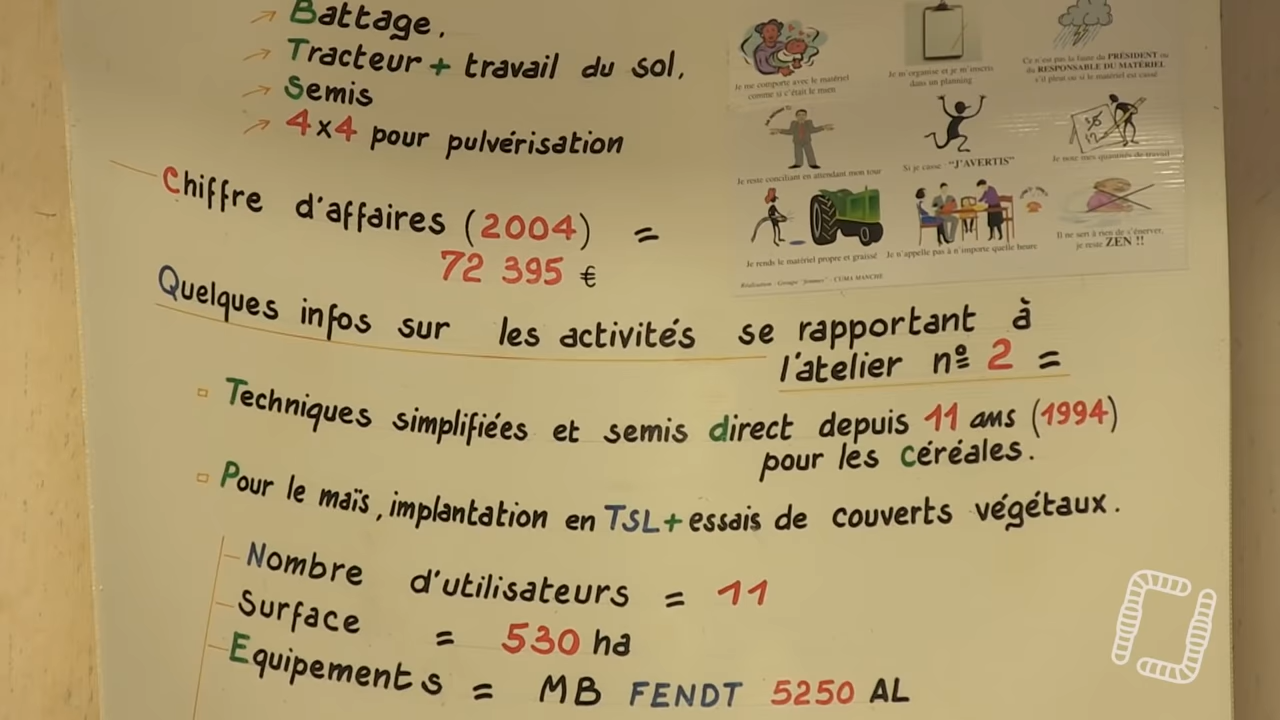 Battage.
Tracteur + travail du sol.
Semis
4x4 pour pulvérisation
Chiffre d'affaires (2004) =
72 395 €
Quelques infos sur les activités se rapportant à
l'atelier nº 2 =
Techniques simplifiées et semis direct depuis 11 ans (1994)
pour les céréales.
Pour le maïs, implantation en TSL + essais de couverts végétaux.
Nombre d'utilisateurs = 11
Surface = 530 ha
Equipements = MB FENDT 5250 AL
Je me comporte avec le matériel
comme si c'était le mien
Je m'organise et je m'inscris
dans un planning
Ce n'est pas la faute du PRÉSIDENT ou
du RESPONSABLE DU MATÉRIEL
s'il pleut ou si le matériel est cassé
Je reste conciliant en attendant mon tour
Si je casse : "J'AVERTIS"
Je note mes quantités de travail
Je rends le matériel propre et graissé
Je n'appelle pas à n'importe quelle heure
Il ne sert à rien de s'énerver,
je reste ZEN !!
Réalisation : Groupe "femmes" - CUMA MANCHE